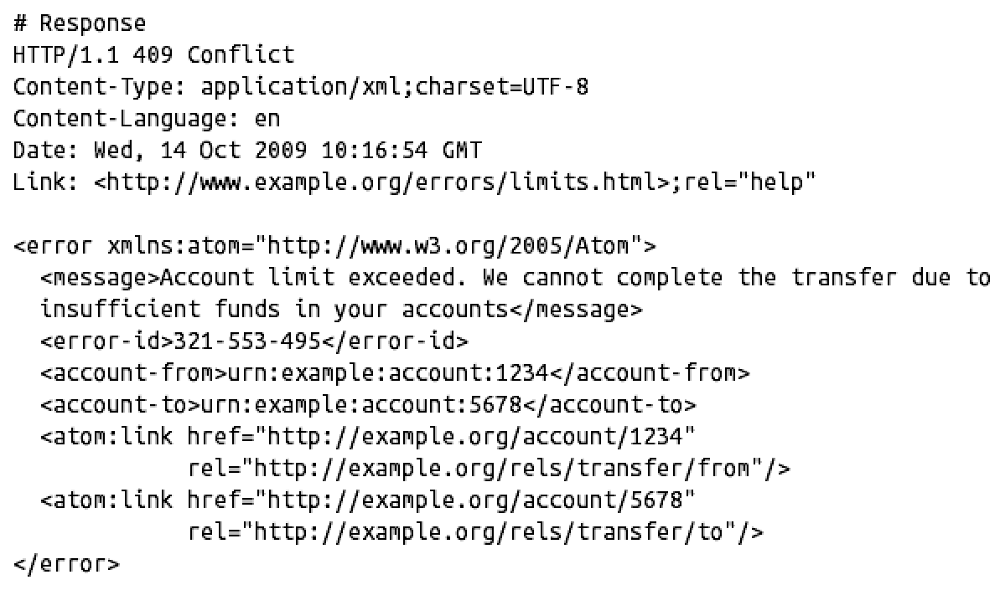 # Response
HTTP/1.1 409 Conflict
Content-Type: application/xml;charset=UTF-8
Content-Language: en
Date: Wed, 14 Oct 2009 10:16:54 GMT
Link: <http://www.example.org/errors/limits.html>;rel="help"

<error xmlns:atom="http://www.w3.org/2005/Atom">
  <message>Account limit exceeded. We cannot complete the transfer due to
  insufficient funds in your accounts</message>
  <error-id>321-553-495</error-id>
  <account-from>urn:example:account:1234</account-from>
  <account-to>urn:example:account:5678</account-to>
  <atom:link href="http://example.org/account/1234"
             rel="http://example.org/rels/transfer/from"/>
  <atom:link href="http://example.org/account/5678"
             rel="http://example.org/rels/transfer/to"/>
</error>